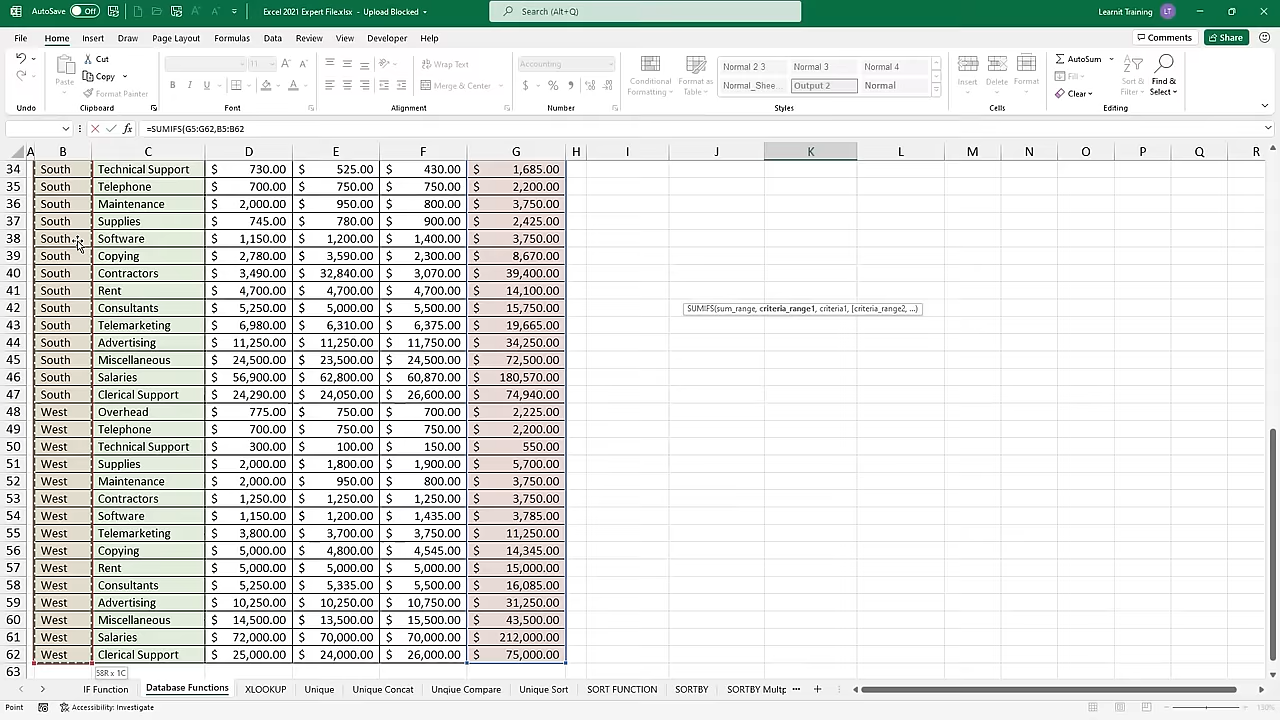 AutoSave Off Excel 2021 Expert File.xlsx - Upload Blocked Search (Alt+Q) Learnit Training LT
File Home Insert Draw Page Layout Formulas Data Review View Developer Help Comments Share
Paste Cut Copy Format Painter
Wrap Text Merge & Center
Accounting
$ %
Conditional Formatting Format as Table
Normal 2 3 Normal 3 Normal 4
Normal_Shee... Output 2 Normal
Insert Delete Format
AutoSum Fill Clear Sort & Filter Find & Select
Undo Clipboard Font Alignment Number Styles Cells Editing
fx =SUMIFS(G5:G62,B5:B62
A B C D E F G H I J K L M N O P Q R
34 South Technical Support $ 730.00 $ 525.00 $ 430.00 $ 1,685.00
35 South Telephone $ 700.00 $ 750.00 $ 750.00 $ 2,200.00
36 South Maintenance $ 2,000.00 $ 950.00 $ 800.00 $ 3,750.00
37 South Supplies $ 745.00 $ 780.00 $ 900.00 $ 2,425.00
38 South Software $ 1,150.00 $ 1,200.00 $ 1,400.00 $ 3,750.00
39 South Copying $ 2,780.00 $ 3,590.00 $ 2,300.00 $ 8,670.00
40 South Contractors $ 3,490.00 $ 32,840.00 $ 3,070.00 $ 39,400.00
41 South Rent $ 4,700.00 $ 4,700.00 $ 4,700.00 $ 14,100.00
42 South Consultants $ 5,250.00 $ 5,000.00 $ 5,500.00 $ 15,750.00
SUMIFS(sum_range, criteria_range1, criteria1, [criteria_range2, ...)
43 South Telemarketing $ 6,980.00 $ 6,310.00 $ 6,375.00 $ 19,665.00
44 South Advertising $ 11,250.00 $ 11,250.00 $ 11,750.00 $ 34,250.00
45 South Miscellaneous $ 24,500.00 $ 23,500.00 $ 24,500.00 $ 72,500.00
46 South Salaries $ 56,900.00 $ 62,800.00 $ 60,870.00 $ 180,570.00
47 South Clerical Support $ 24,290.00 $ 24,050.00 $ 26,600.00 $ 74,940.00
48 West Overhead $ 775.00 $ 750.00 $ 700.00 $ 2,225.00
49 West Telephone $ 700.00 $ 750.00 $ 750.00 $ 2,200.00
50 West Technical Support $ 300.00 $ 100.00 $ 150.00 $ 550.00
51 West Supplies $ 2,000.00 $ 1,800.00 $ 1,900.00 $ 5,700.00
52 West Maintenance $ 2,000.00 $ 950.00 $ 800.00 $ 3,750.00
53 West Contractors $ 1,250.00 $ 1,250.00 $ 1,250.00 $ 3,750.00
54 West Software $ 1,150.00 $ 1,200.00 $ 1,435.00 $ 3,785.00
55 West Telemarketing $ 3,800.00 $ 3,700.00 $ 3,750.00 $ 11,250.00
56 West Copying $ 5,000.00 $ 4,800.00 $ 4,545.00 $ 14,345.00
57 West Rent $ 5,000.00 $ 5,000.00 $ 5,000.00 $ 15,000.00
58 West Consultants $ 5,250.00 $ 5,335.00 $ 5,500.00 $ 16,085.00
59 West Advertising $ 10,250.00 $ 10,250.00 $ 10,750.00 $ 31,250.00
60 West Miscellaneous $ 14,500.00 $ 13,500.00 $ 15,500.00 $ 43,500.00
61 West Salaries $ 72,000.00 $ 70,000.00 $ 70,000.00 $ 212,000.00
62 West Clerical Support $ 25,000.00 $ 24,000.00 $ 26,000.00 $ 75,000.00
63 58R x 1C
IF Function Database Functions XLOOKUP Unique Unique Concat Unqiue Compare Unique Sort SORT FUNCTION SORTBY SORTBY Multp ...
Point Accessibility: Investigate 130%